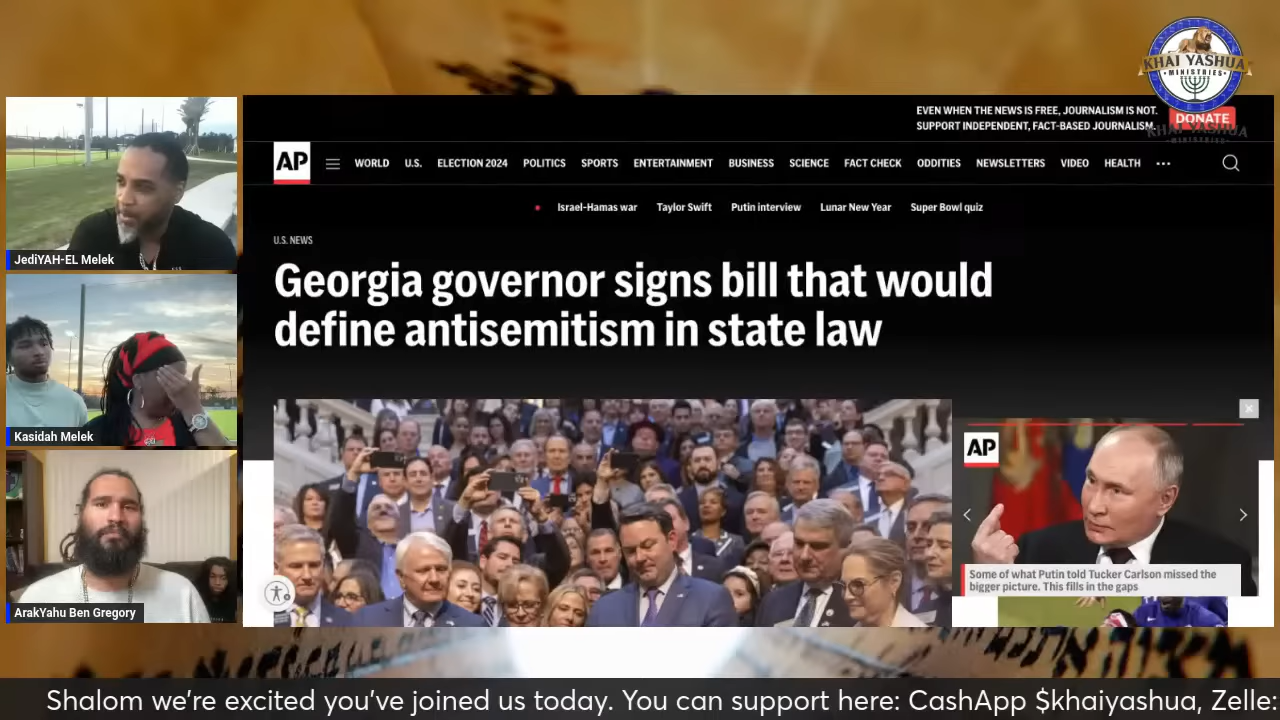 KHAI YASHUA
MINISTRIES
EVEN WHEN THE NEWS IS FREE, JOURNALISM IS NOT.
SUPPORT INDEPENDENT, FACT-BASED JOURNALISM.
DONATE
KHAI YASHUA
MINISTRIES
AP
WORLD U.S. ELECTION 2024 POLITICS SPORTS ENTERTAINMENT BUSINESS SCIENCE FACT CHECK ODDITIES NEWSLETTERS VIDEO HEALTH ...
Israel-Hamas war Taylor Swift Putin interview Lunar New Year Super Bowl quiz
U.S. NEWS
Georgia governor signs bill that would
define antisemitism in state law
JediYAH-EL Melek
Kasidah Melek
ArakYahu Ben Gregory
AP
Some of what Putin told Tucker Carlson missed the
bigger picture. This fills in the gaps
Shalom we're excited you've joined us today. You can support here: CashApp $khaiyashua, Zelle: